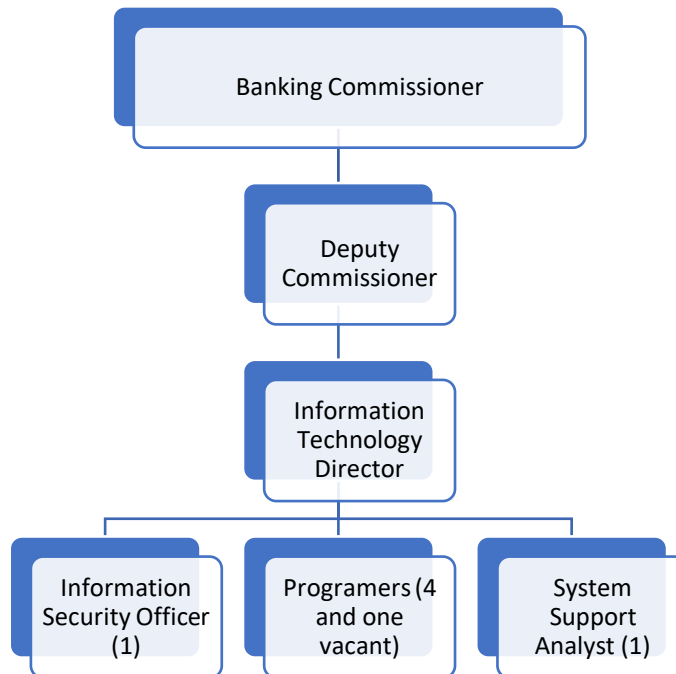 Banking Commissioner
Deputy
Commissioner
Information
Technology
Director
Information
Security Officer
(1)
Programers (4
and one
vacant)
System
Support
Analyst (1)